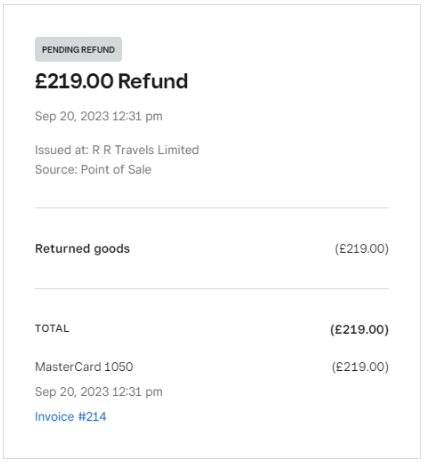 PENDING REFUND
£219.00 Refund
Sep 20, 2023 12:31 pm
Issued at: R R Travels Limited
Source: Point of Sale
Returned goods (£219.00)
TOTAL (£219.00)
MasterCard 1050 (£219.00)
Sep 20, 2023 12:31 pm
Invoice #214